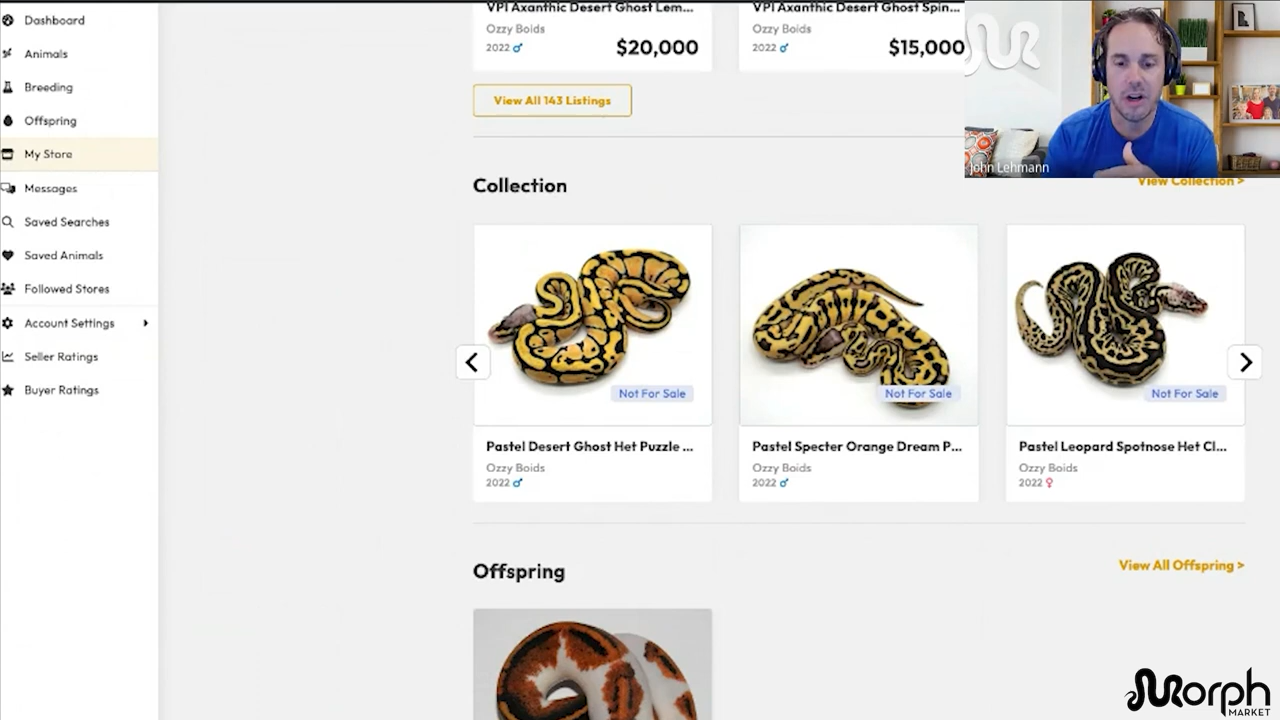 Dashboard
Animals
Breeding
Offspring
My Store
Messages
Saved Searches
Saved Animals
Followed Stores
Account Settings
Seller Ratings
Buyer Ratings
VPI Axanthic Desert Ghost Lem...
Ozzy Boids
2022 ♂
$20,000
VPI Axanthic Desert Ghost Spin...
Ozzy Boids
2022 ♂
$15,000
John Lehmann
View All 143 Listings
Collection
View Collection >
Not For Sale
Pastel Desert Ghost Het Puzzle ...
Ozzy Boids
2022 ♂
Not For Sale
Pastel Specter Orange Dream P...
Ozzy Boids
2022 ♂
Not For Sale
Pastel Leopard Spotnose Het Cl...
Ozzy Boids
2022 ♀
Offspring
View All Offspring >
Morph
MARKET